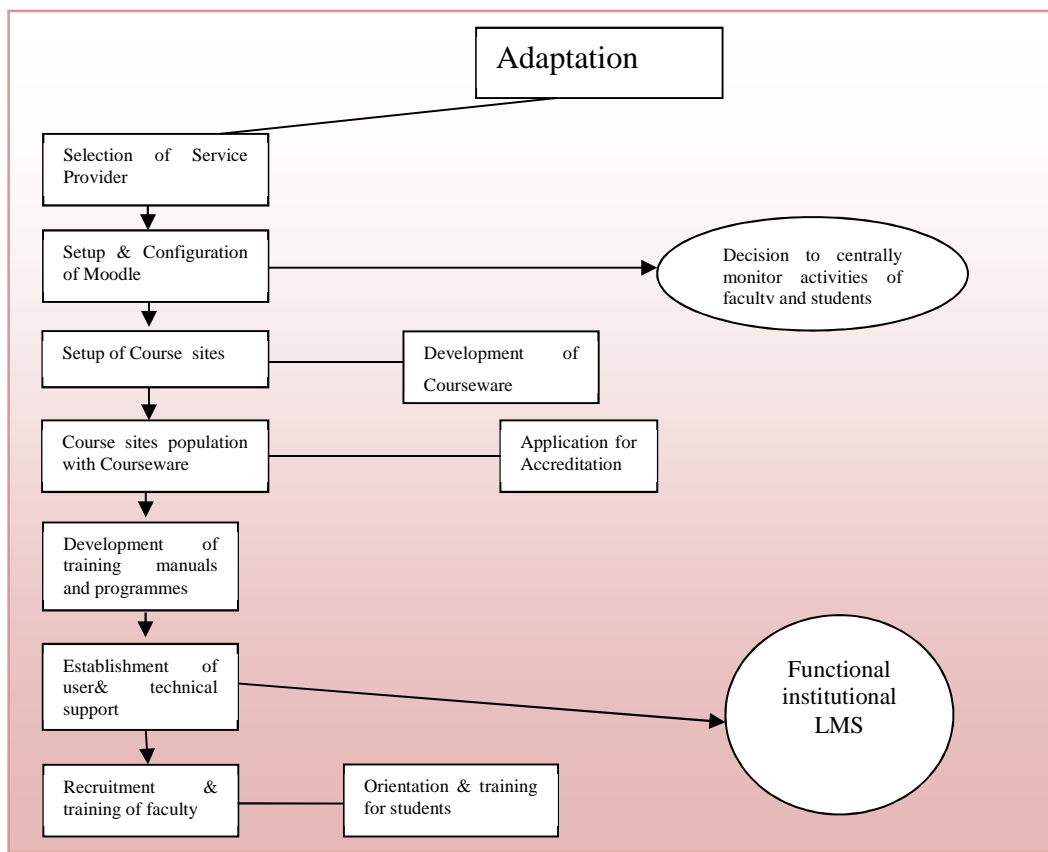 Adaptation
Selection of Service
Provider
Setup & Configuration
of Moodle
Decision to centrally
monitor activities of
faculty and students
Setup of Course sites
Development of
Courseware
Course sites population
with Courseware
Application for
Accreditation
Development of
training manuals
and programmes
Establishment of
user& technical
support
Functional
institutional
LMS
Recruitment &
training of faculty
Orientation & training
for students